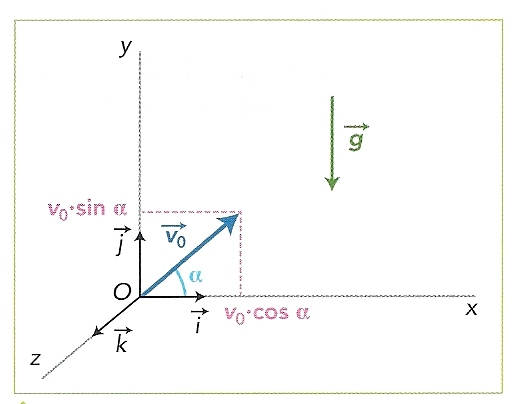 y
g
v₀·sin α
j
v₀
α
O
i
v₀·cos α
x
k
z